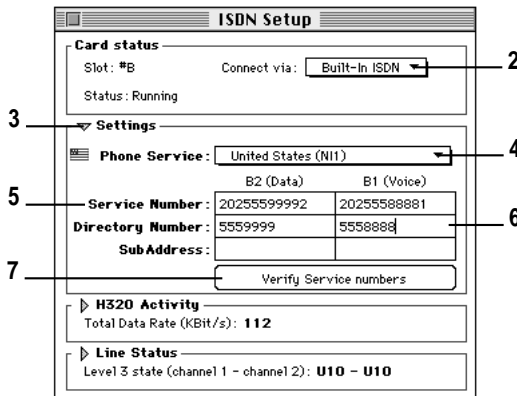 ISDN Setup
Card status
Slot: #B Connect via: Built-In ISDN 2
Status: Running
3 Settings
Phone Service: United States (NI1) 4
B2 (Data) B1 (Voice)
5 Service Number: 20255599992 20255588881
Directory Number: 5559999 5558888 6
SubAddress:
7 Verify Service numbers
H320 Activity
Total Data Rate (KBit/s): 112
Line Status
Level 3 state (channel 1 - channel 2): U10 - U10